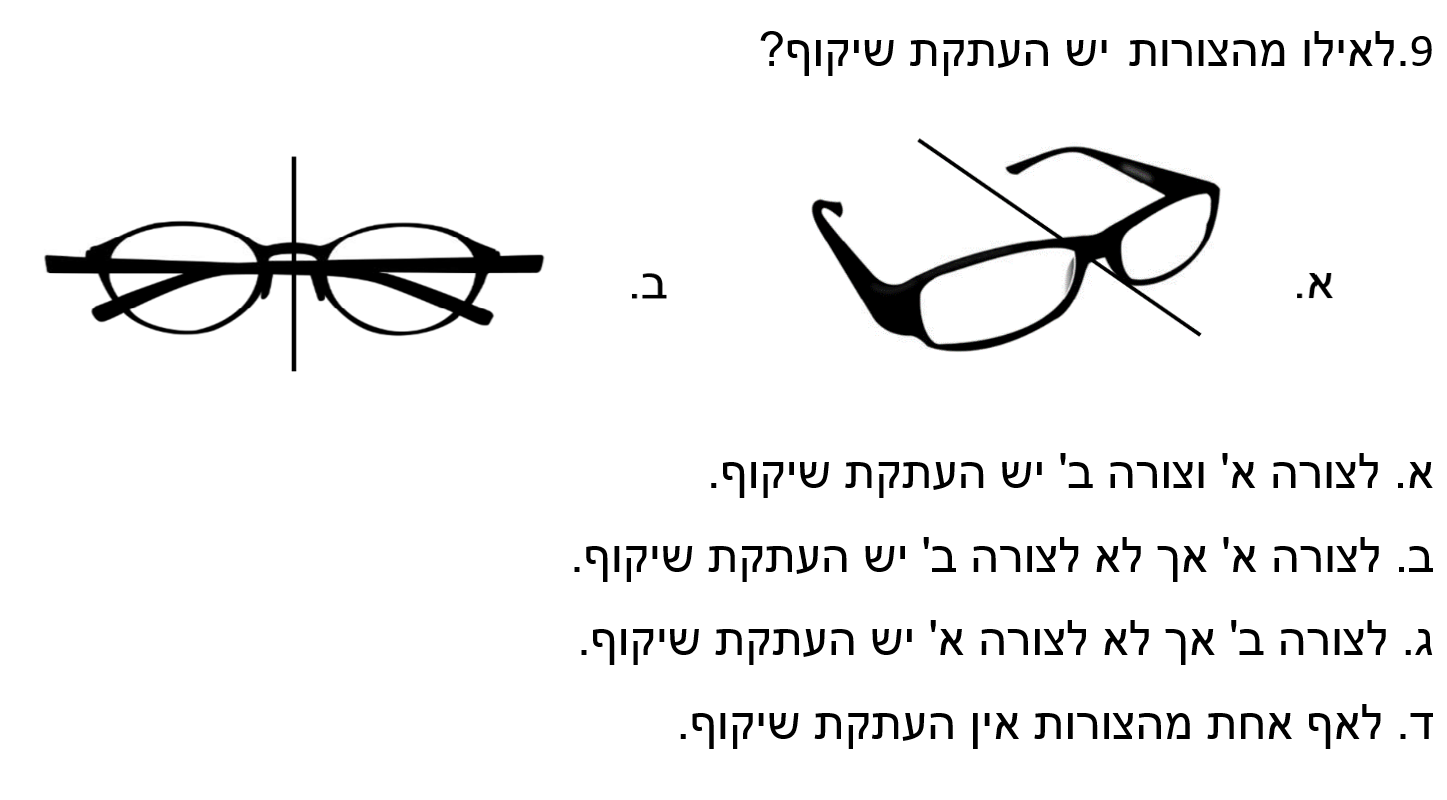 9.לאילו מהצורות יש העתקת שיקוף?
א.
ב.
א. לצורה א' וצורה ב' יש העתקת שיקוף.
ב. לצורה א' אך לא לצורה ב' יש העתקת שיקוף.
ג. לצורה ב' אך לא לצורה א' יש העתקת שיקוף.
ד. לאף אחת מהצורות אין העתקת שיקוף.